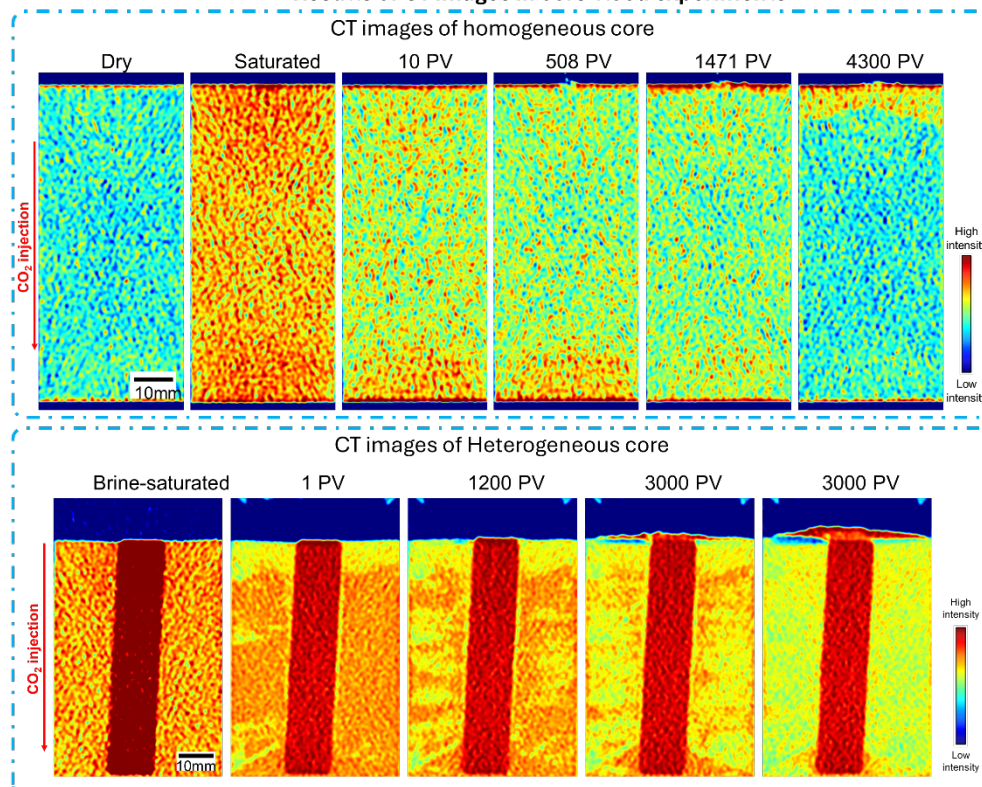 CT images of homogeneous core
Dry Saturated 10 PV 508 PV 1471 PV 4300 PV
CO₂ injection
10mm
High
intensit
Low
intensit
CT images of Heterogeneous core
Brine-saturated 1 PV 1200 PV 3000 PV 3000 PV
CO₂ injection
10mm
High
intensity
Low
intensity